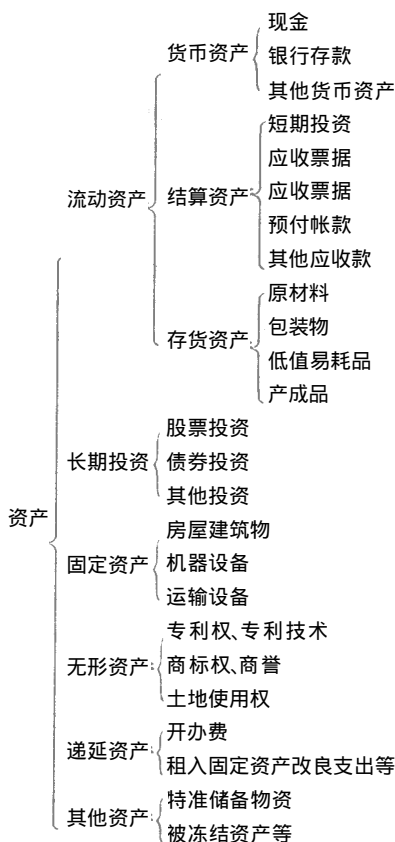 现金
货币资产
银行存款
其他货币资产
短期投资
应收票据
应收票据
流动资产
结算资产
预付帐款
其他应收款
原材料
包装物
存货资产
低值易耗品
产成品
股票投资
长期投资
债券投资
其他投资
资产
房屋建筑物
固定资产
机器设备
运输设备
专利权、专利技术
无形资产
商标权、商誉
土地使用权
开办费
递延资产
租入固定资产改良支出等
特准储备物资
其他资产
被冻结资产等